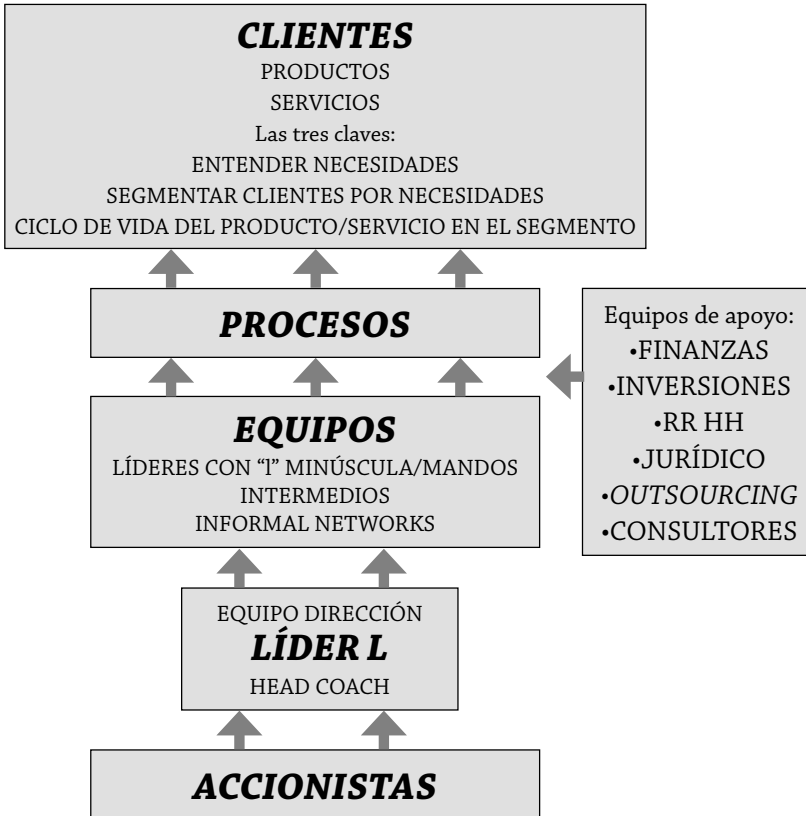 CLIENTES
PRODUCTOS
SERVICIOS
Las tres claves:
ENTENDER NECESIDADES
SEGMENTAR CLIENTES POR NECESIDADES
CICLO DE VIDA DEL PRODUCTO/SERVICIO EN EL SEGMENTO
PROCESOS
Equipos de apoyo:
•FINANZAS
•INVERSIONES
•RR HH
•JURÍDICO
•OUTSOURCING
•CONSULTORES
EQUIPOS
LÍDERES CON “l” MINÚSCULA/MANDOS
INTERMEDIOS
INFORMAL NETWORKS
EQUIPO DIRECCIÓN
LÍDER L
HEAD COACH
ACCIONISTAS